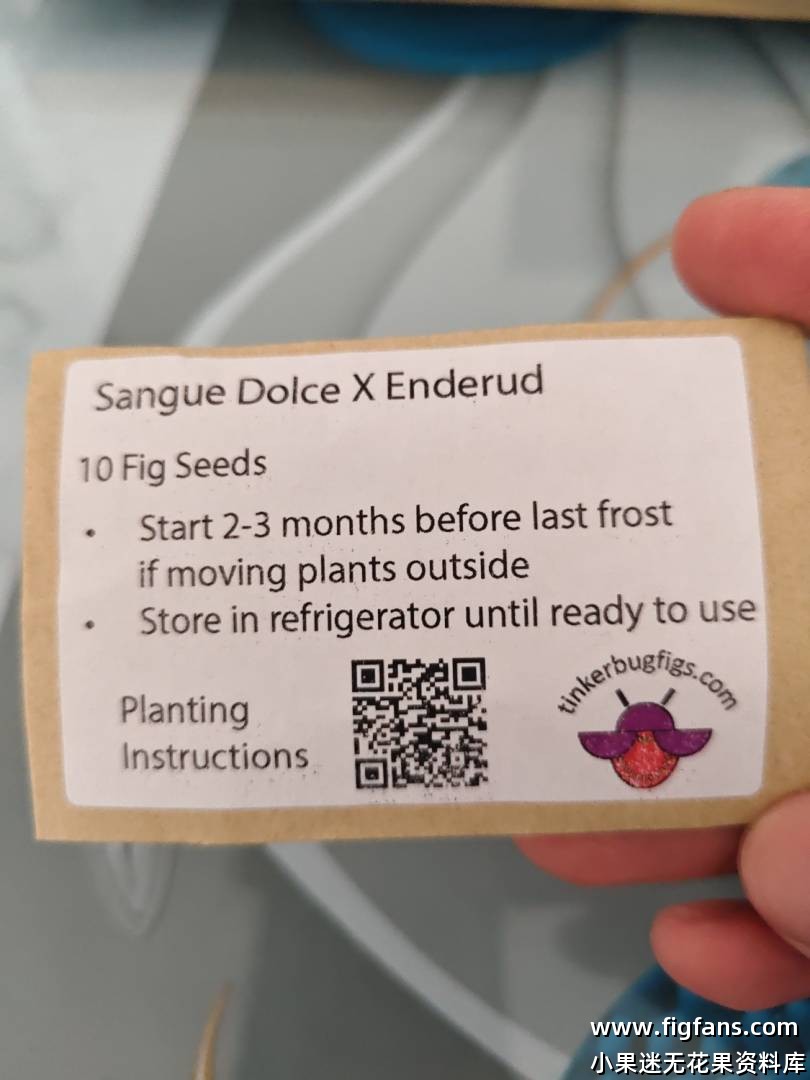 Sangue Dolce X Enderud
10 Fig Seeds
• Start 2-3 months before last frost
if moving plants outside
• Store in refrigerator until ready to use
Planting
Instructions
tinkerbugfigs.com
www.figfans.com
小果迷无花果资料库